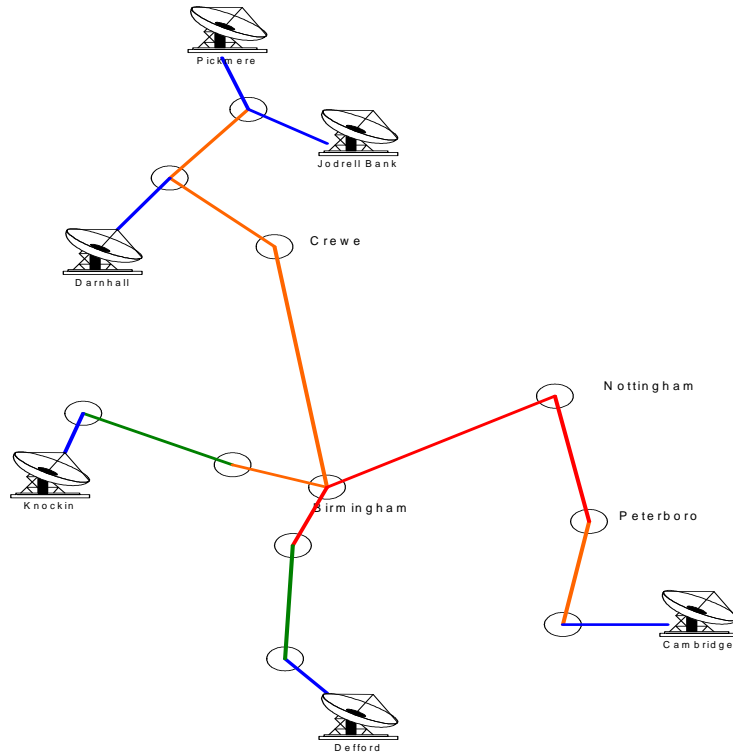 Pickmere
Jodrell Bank
Crewe
Darnhall
Nottingham
Knockin
Birmingham
Peterboro
Cambridge
Defford